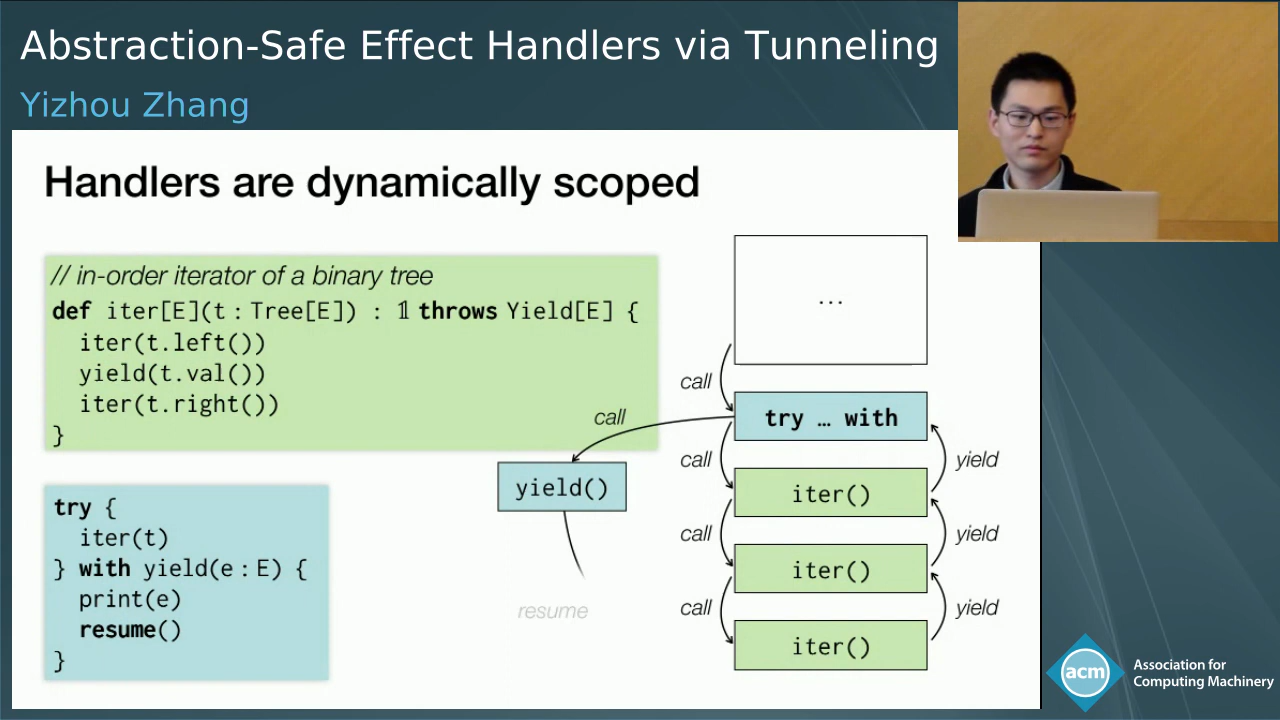 Abstraction-Safe Effect Handlers via Tunneling
Yizhou Zhang
Handlers are dynamically scoped
// in-order iterator of a binary tree
def iter[E](t : Tree[E]) : 𝟙 throws Yield[E] {
iter(t.left())
yield(t.val())
iter(t.right())
}
try {
iter(t)
} with yield(e : E) {
print(e)
resume()
}
...
call
try … with
call
yield()
call
yield
iter()
call
yield
iter()
call
yield
iter()
resume
acm
Association for
Computing Machinery